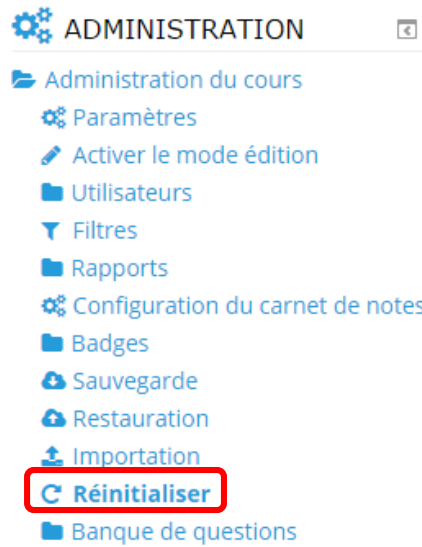 ADMINISTRATION
Administration du cours
Paramètres
Activer le mode édition
Utilisateurs
Filtres
Rapports
Configuration du carnet de notes
Badges
Sauvegarde
Restauration
Importation
Réinitialiser
Banque de questions